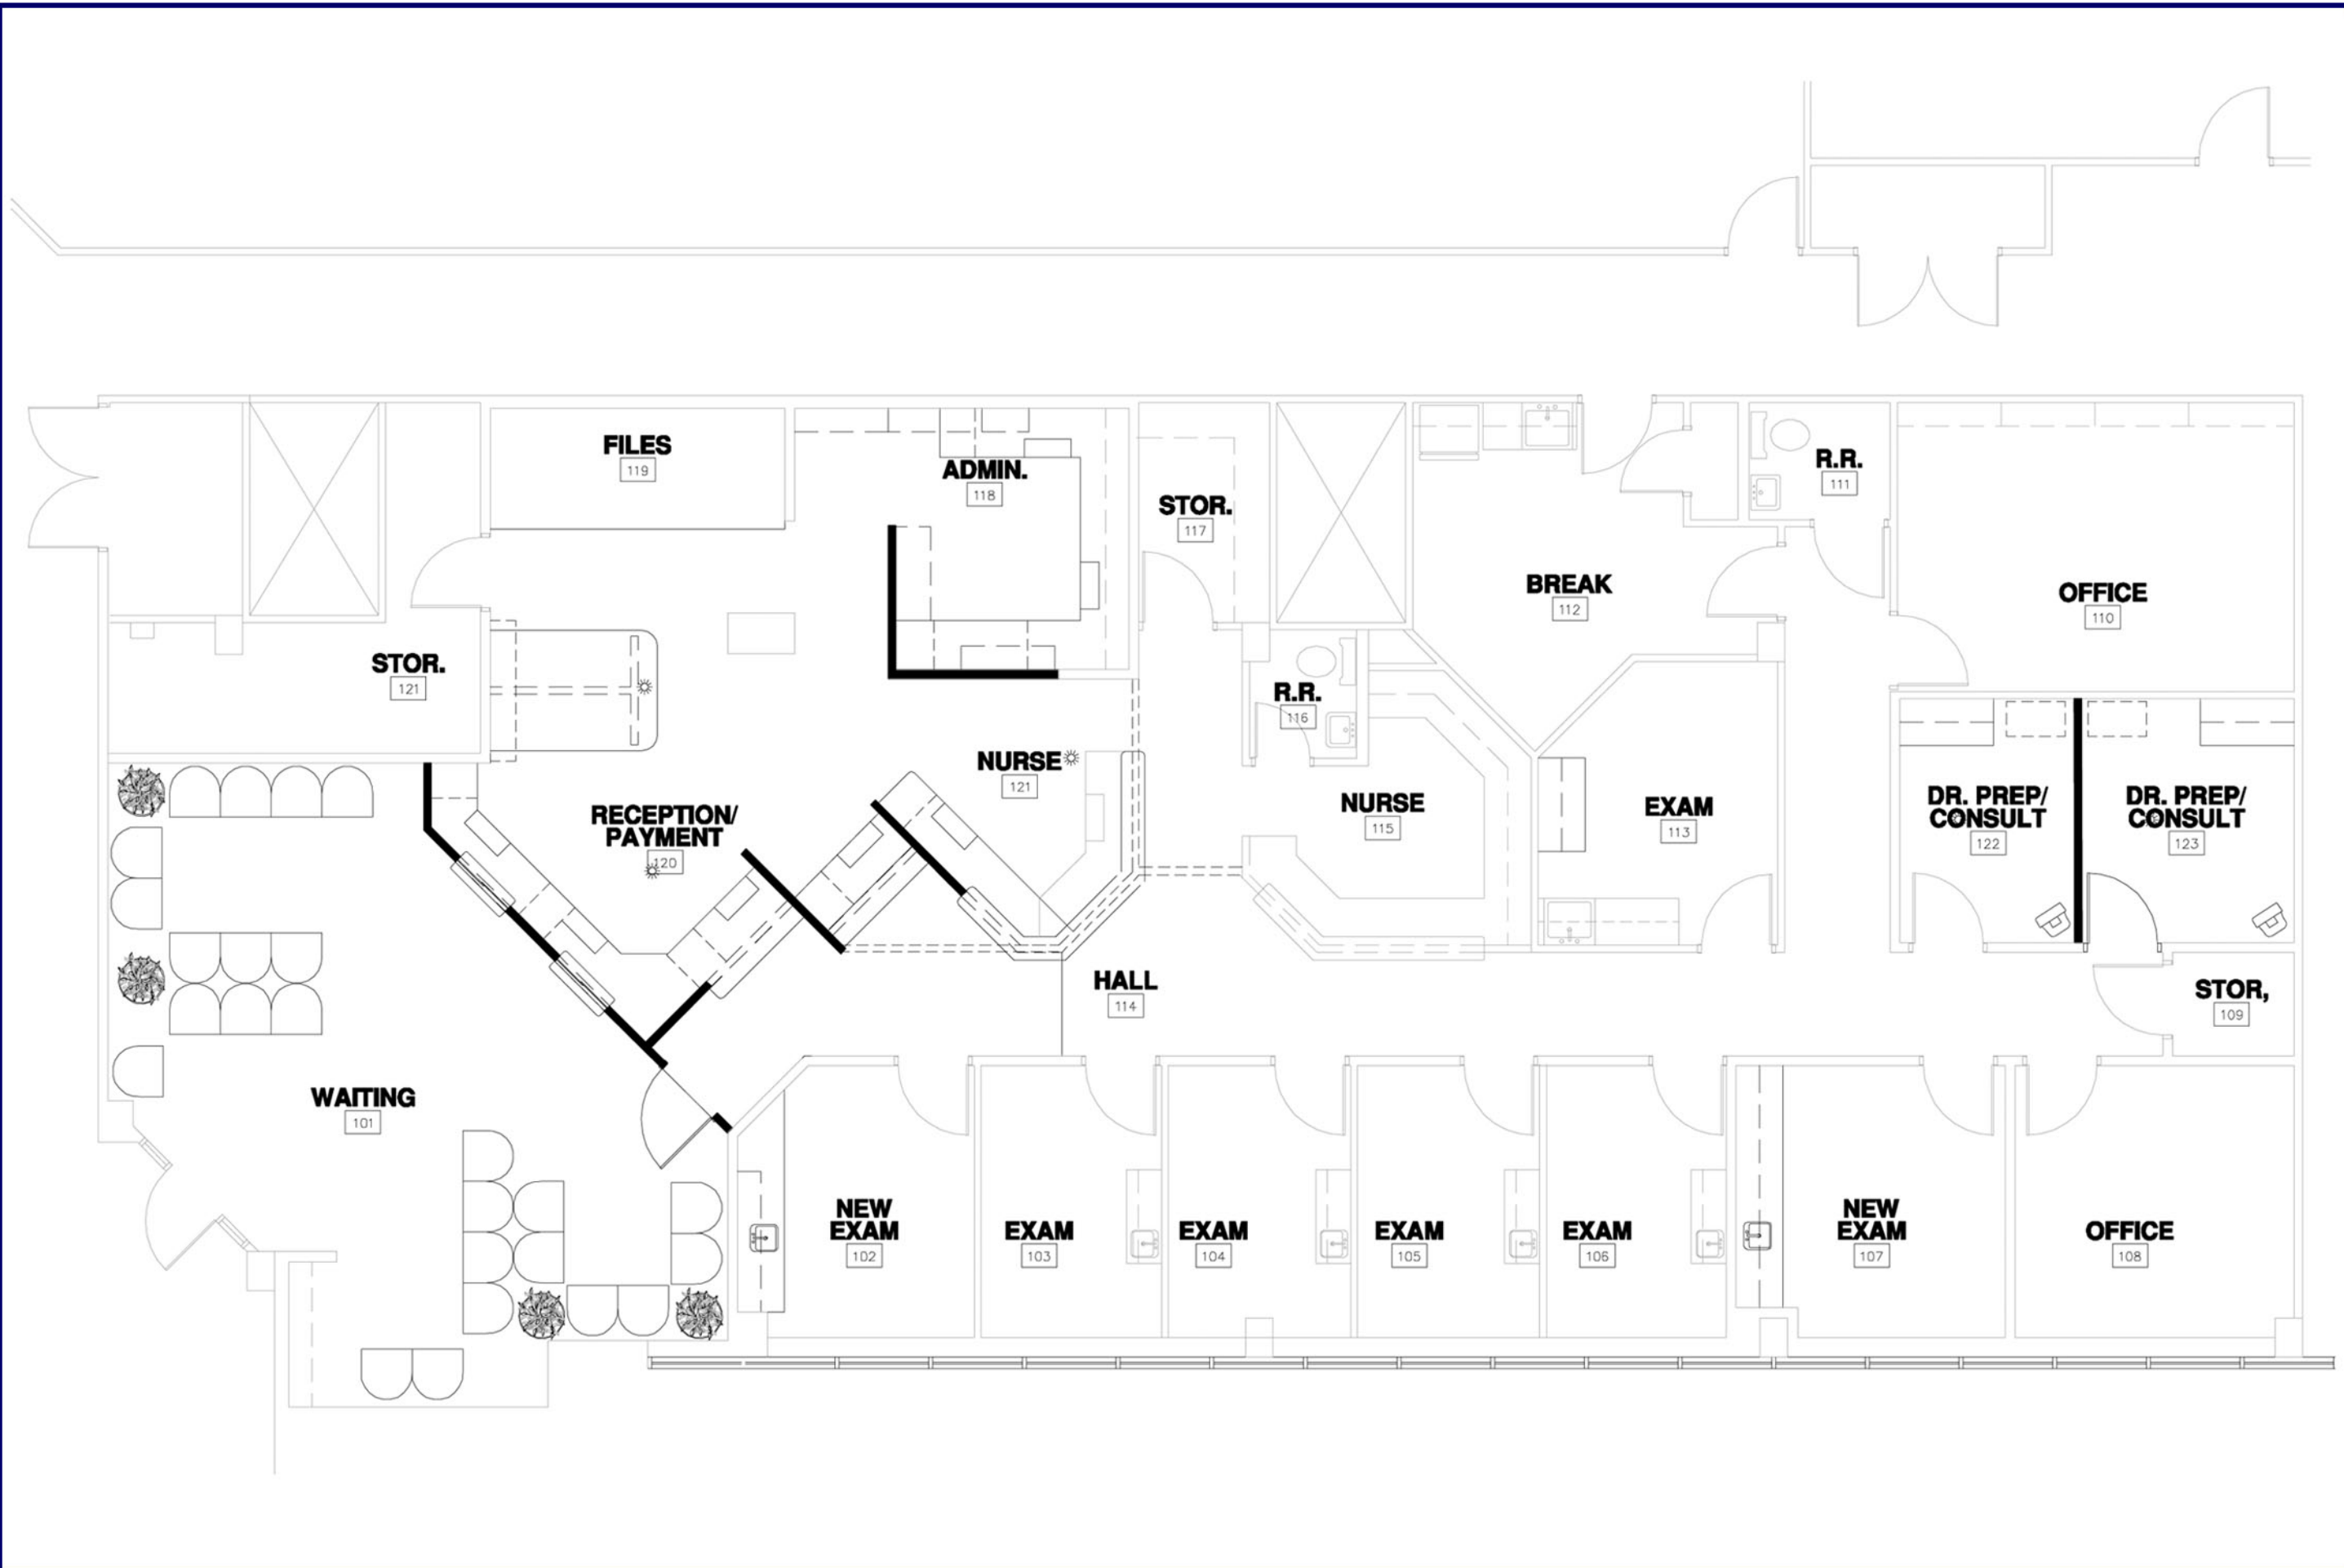 FILES
119
ADMIN.
118
R.R.
111
STOR.
117
BREAK
112
OFFICE
110
STOR.
121
R.R.
116
NURSE
121
NURSE
115
EXAM
113
DR. PREP/
CONSULT
122
DR. PREP/
CONSULT
123
RECEPTION/
PAYMENT
120
HALL
114
STOR,
109
WAITING
101
NEW
EXAM
102
EXAM
103
EXAM
104
EXAM
105
EXAM
106
NEW
EXAM
107
OFFICE
108